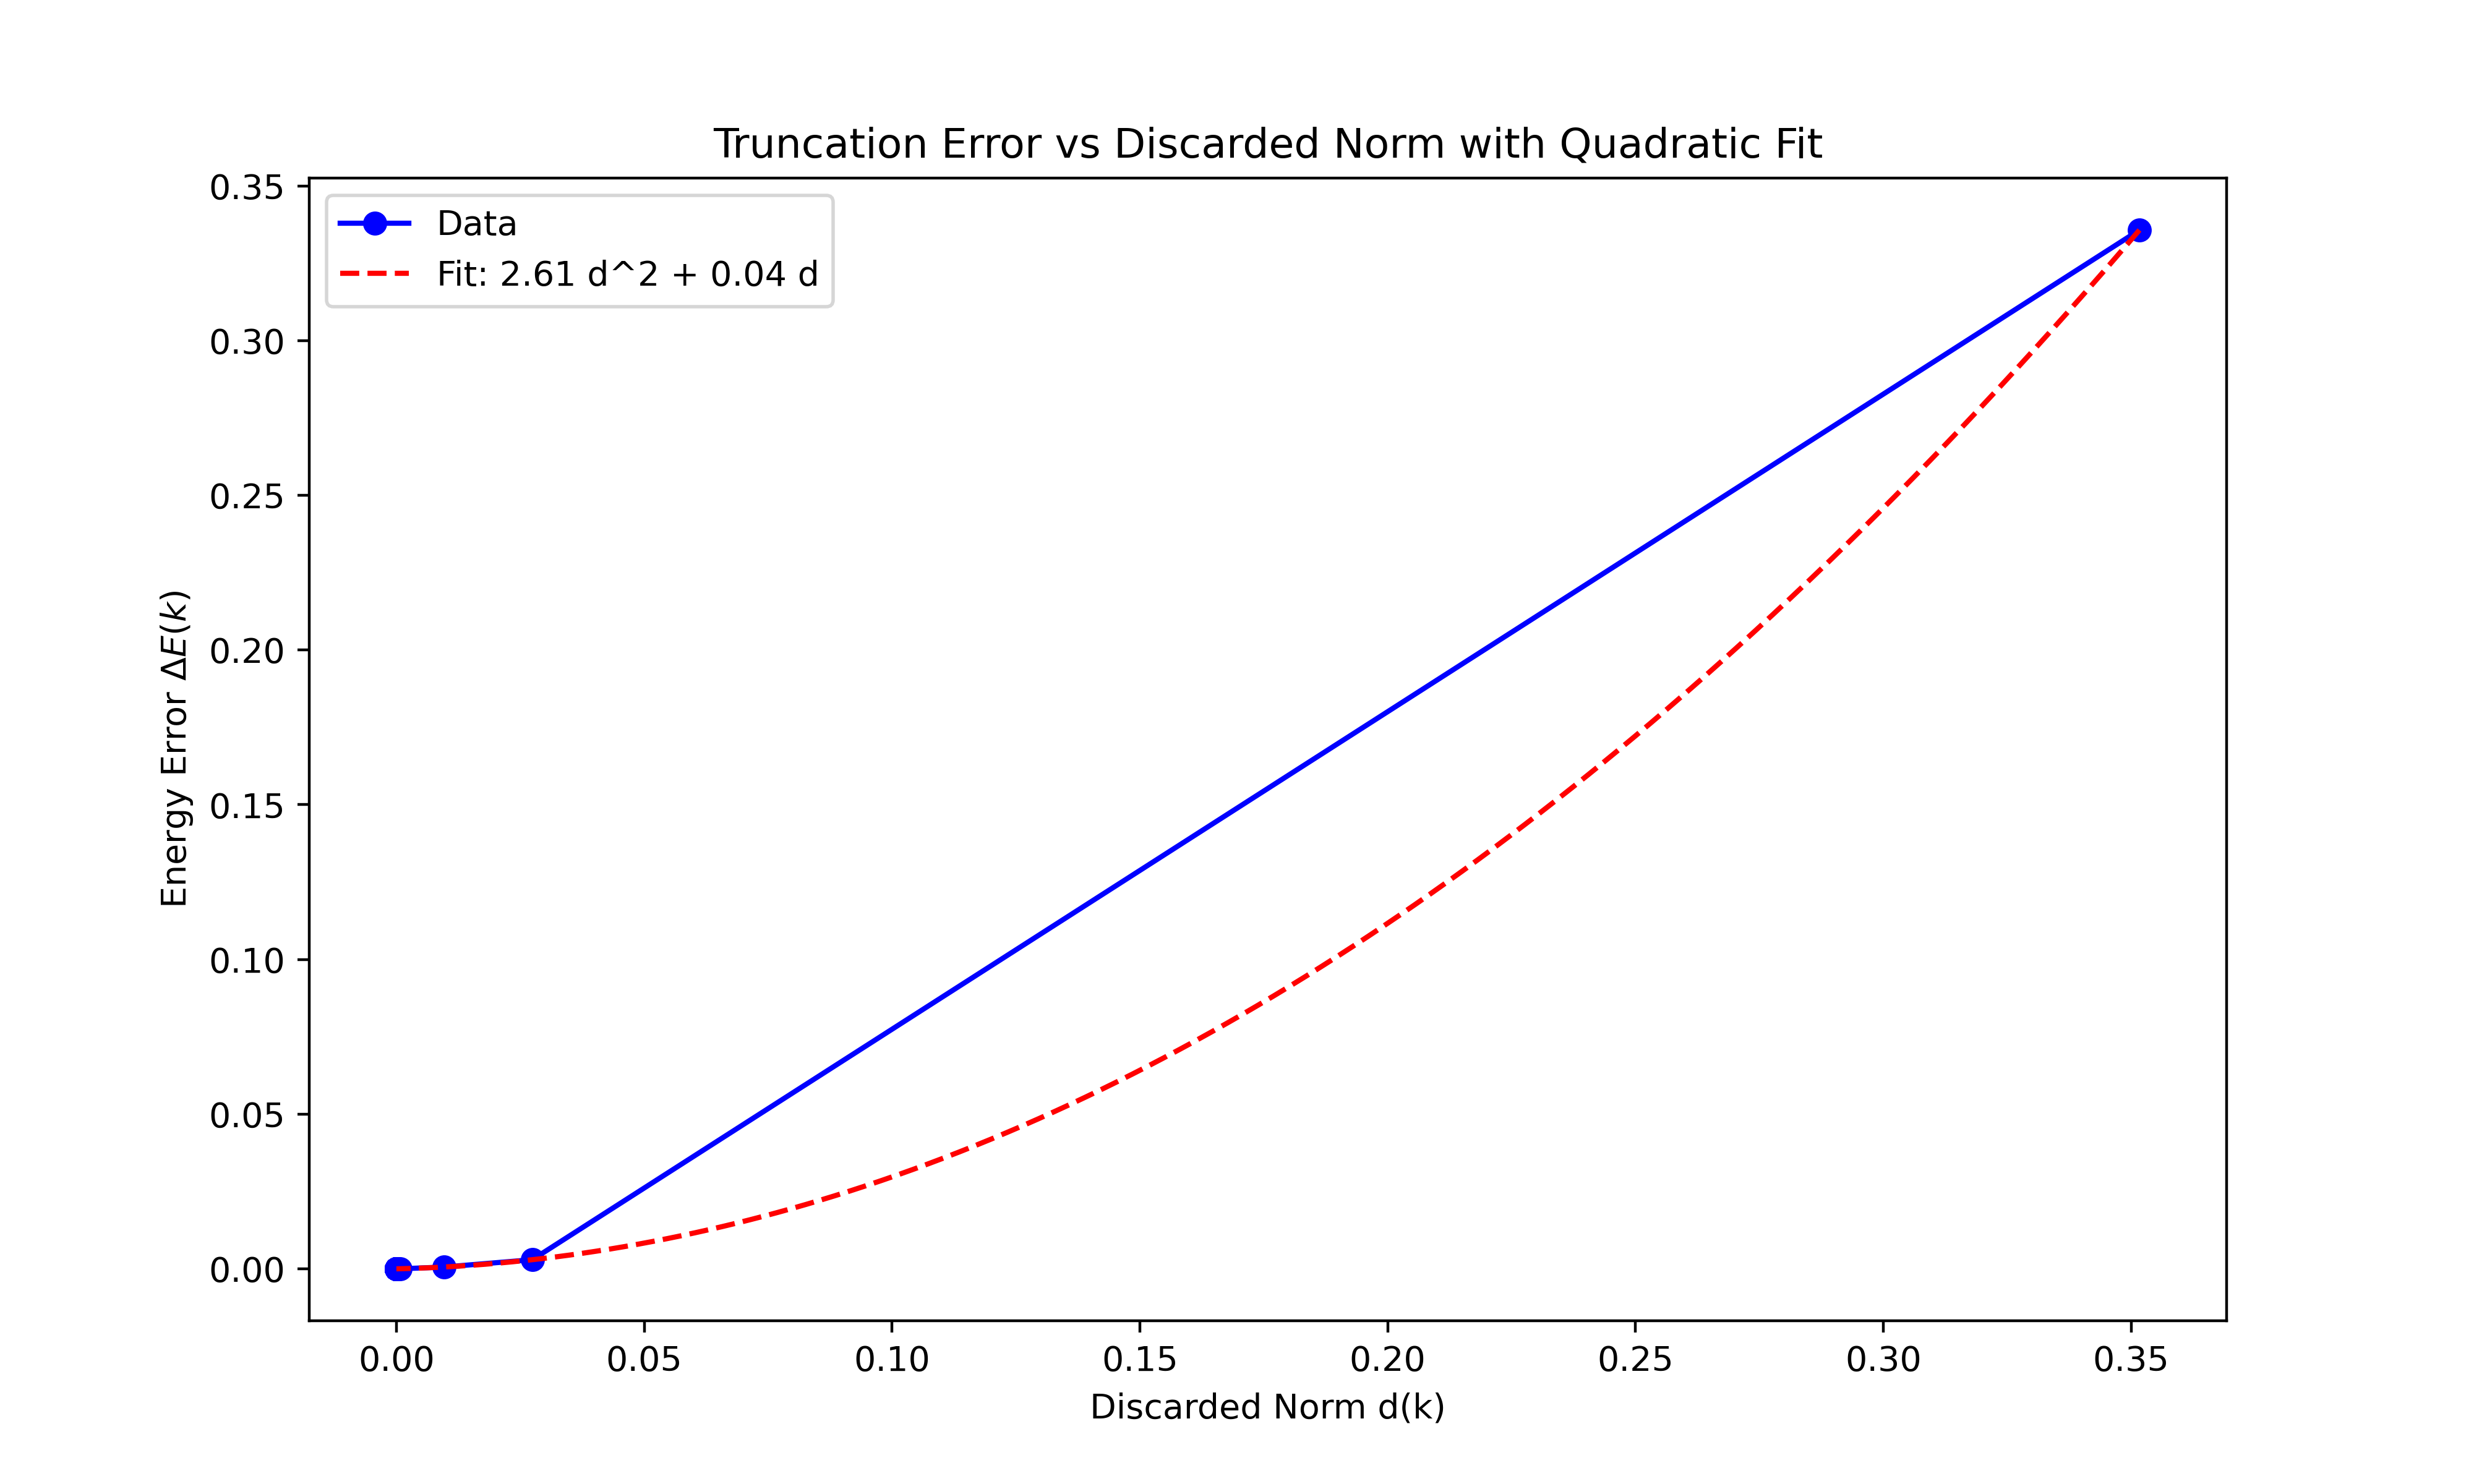 Truncation Error vs Discarded Norm with Quadratic Fit
Data
Fit: 2.61 d^2 + 0.04 d
Energy Error ΔE(k)
0.35
0.30
0.25
0.20
0.15
0.10
0.05
0.00
0.00 0.05 0.10 0.15 0.20 0.25 0.30 0.35
Discarded Norm d(k)